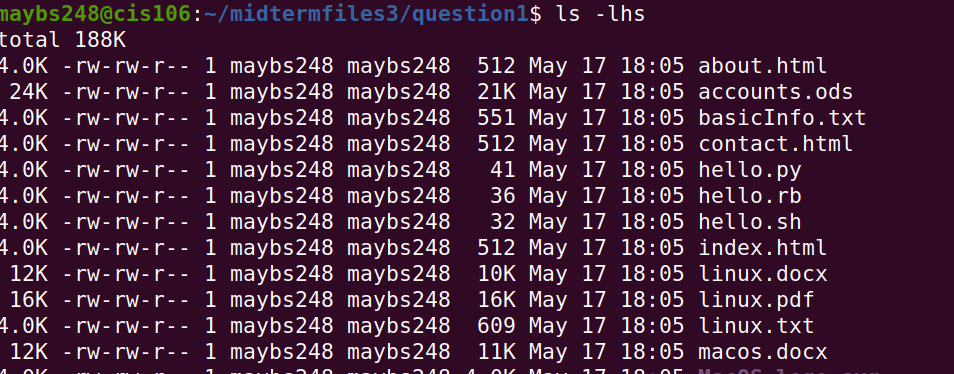 maybs248@cis106:~/midtermfiles3/question1$ ls -lhs
total 188K
4.0K -rw-rw-r-- 1 maybs248 maybs248  512 May 17 18:05 about.html
 24K -rw-rw-r-- 1 maybs248 maybs248  21K May 17 18:05 accounts.ods
4.0K -rw-rw-r-- 1 maybs248 maybs248  551 May 17 18:05 basicInfo.txt
4.0K -rw-rw-r-- 1 maybs248 maybs248  512 May 17 18:05 contact.html
4.0K -rw-rw-r-- 1 maybs248 maybs248   41 May 17 18:05 hello.py
4.0K -rw-rw-r-- 1 maybs248 maybs248   36 May 17 18:05 hello.rb
4.0K -rw-rw-r-- 1 maybs248 maybs248   32 May 17 18:05 hello.sh
4.0K -rw-rw-r-- 1 maybs248 maybs248  512 May 17 18:05 index.html
 12K -rw-rw-r-- 1 maybs248 maybs248  10K May 17 18:05 linux.docx
 16K -rw-rw-r-- 1 maybs248 maybs248  16K May 17 18:05 linux.pdf
4.0K -rw-rw-r-- 1 maybs248 maybs248  609 May 17 18:05 linux.txt
 12K -rw-rw-r-- 1 maybs248 maybs248  11K May 17 18:05 macos.docx